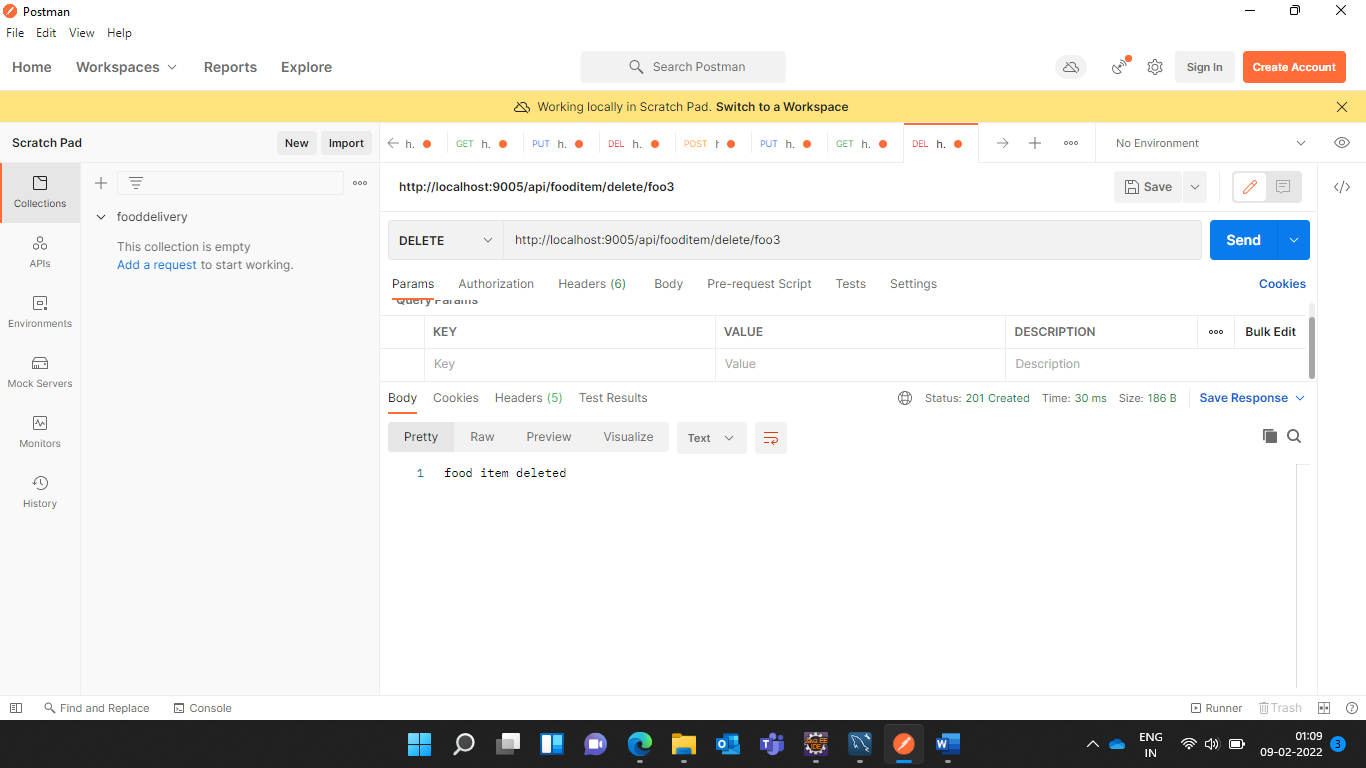 Postman
File Edit View Help
Home Workspaces Reports Explore
Search Postman
Sign In
Create Account
Working locally in Scratch Pad. Switch to a Workspace
Scratch Pad
New
Import
h.
GET h.
PUT h.
DEL h.
POST h
PUT h.
GET h.
DEL h.
No Environment
Collections
APIs
Environments
Mock Servers
Monitors
History
fooddelivery
This collection is empty
Add a request to start working.
http://localhost:9005/api/fooditem/delete/foo3
Save
DELETE
http://localhost:9005/api/fooditem/delete/foo3
Send
Params Authorization Headers (6) Body Pre-request Script Tests Settings
Cookies
Query Params
KEY VALUE DESCRIPTION
Bulk Edit
Key Value Description
Body Cookies Headers (5) Test Results
Status: 201 Created Time: 30 ms Size: 186 B
Save Response
Pretty Raw Preview Visualize
Text
1 food item deleted
Find and Replace
Console
Runner
Trash
ENG
IN
01:09
09-02-2022
3